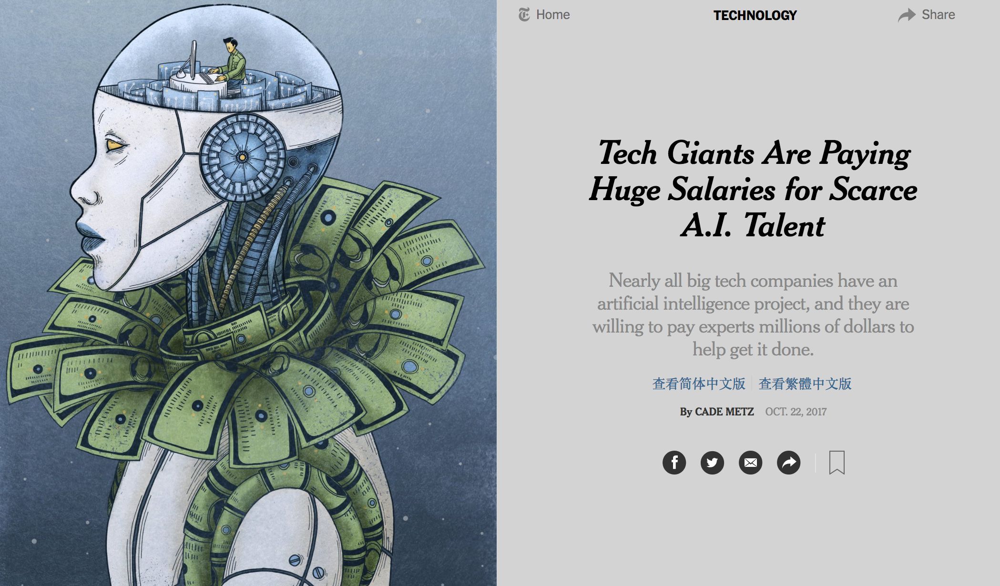 Home
TECHNOLOGY
Share
Tech Giants Are Paying
Huge Salaries for Scarce
A.I. Talent
Nearly all big tech companies have an
artificial intelligence project, and they are
willing to pay experts millions of dollars to
help get it done.
查看简体中文版 查看繁體中文版
By CADE METZ OCT. 22, 2017